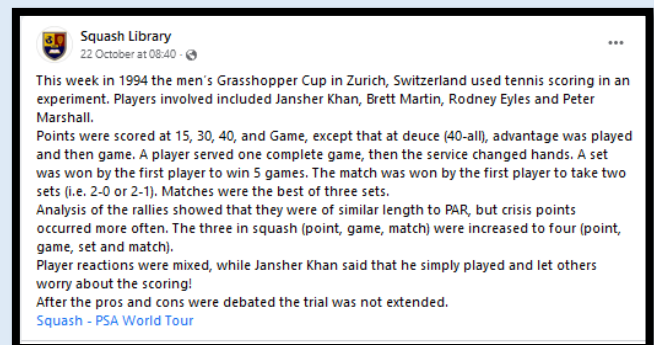 Squash Library
22 October at 08:40 ·
This week in 1994 the men's Grasshopper Cup in Zurich, Switzerland used tennis scoring in an
experiment. Players involved included Jansher Khan, Brett Martin, Rodney Eyles and Peter
Marshall.
Points were scored at 15, 30, 40, and Game, except that at deuce (40-all), advantage was played
and then game. A player served one complete game, then the service changed hands. A set
was won by the first player to win 5 games. The match was won by the first player to take two
sets (i.e. 2-0 or 2-1). Matches were the best of three sets.
Analysis of the rallies showed that they were of similar length to PAR, but crisis points
occurred more often. The three in squash (point, game, match) were increased to four (point,
game, set and match).
Player reactions were mixed, while Jansher Khan said that he simply played and let others
worry about the scoring!
After the pros and cons were debated the trial was not extended.
Squash - PSA World Tour